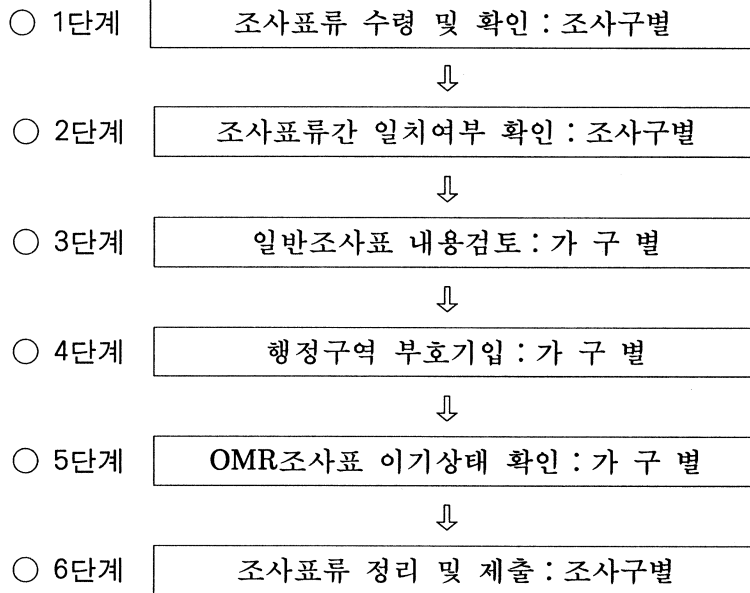 ○ 1단계 조사표류 수령 및 확인 : 조사구별
⇩
○ 2단계 조사표류간 일치여부 확인 : 조사구별
⇩
○ 3단계 일반조사표 내용검토 : 가 구 별
⇩
○ 4단계 행정구역 부호기입 : 가 구 별
⇩
○ 5단계 OMR조사표 이기상태 확인 : 가 구 별
⇩
○ 6단계 조사표류 정리 및 제출 : 조사구별